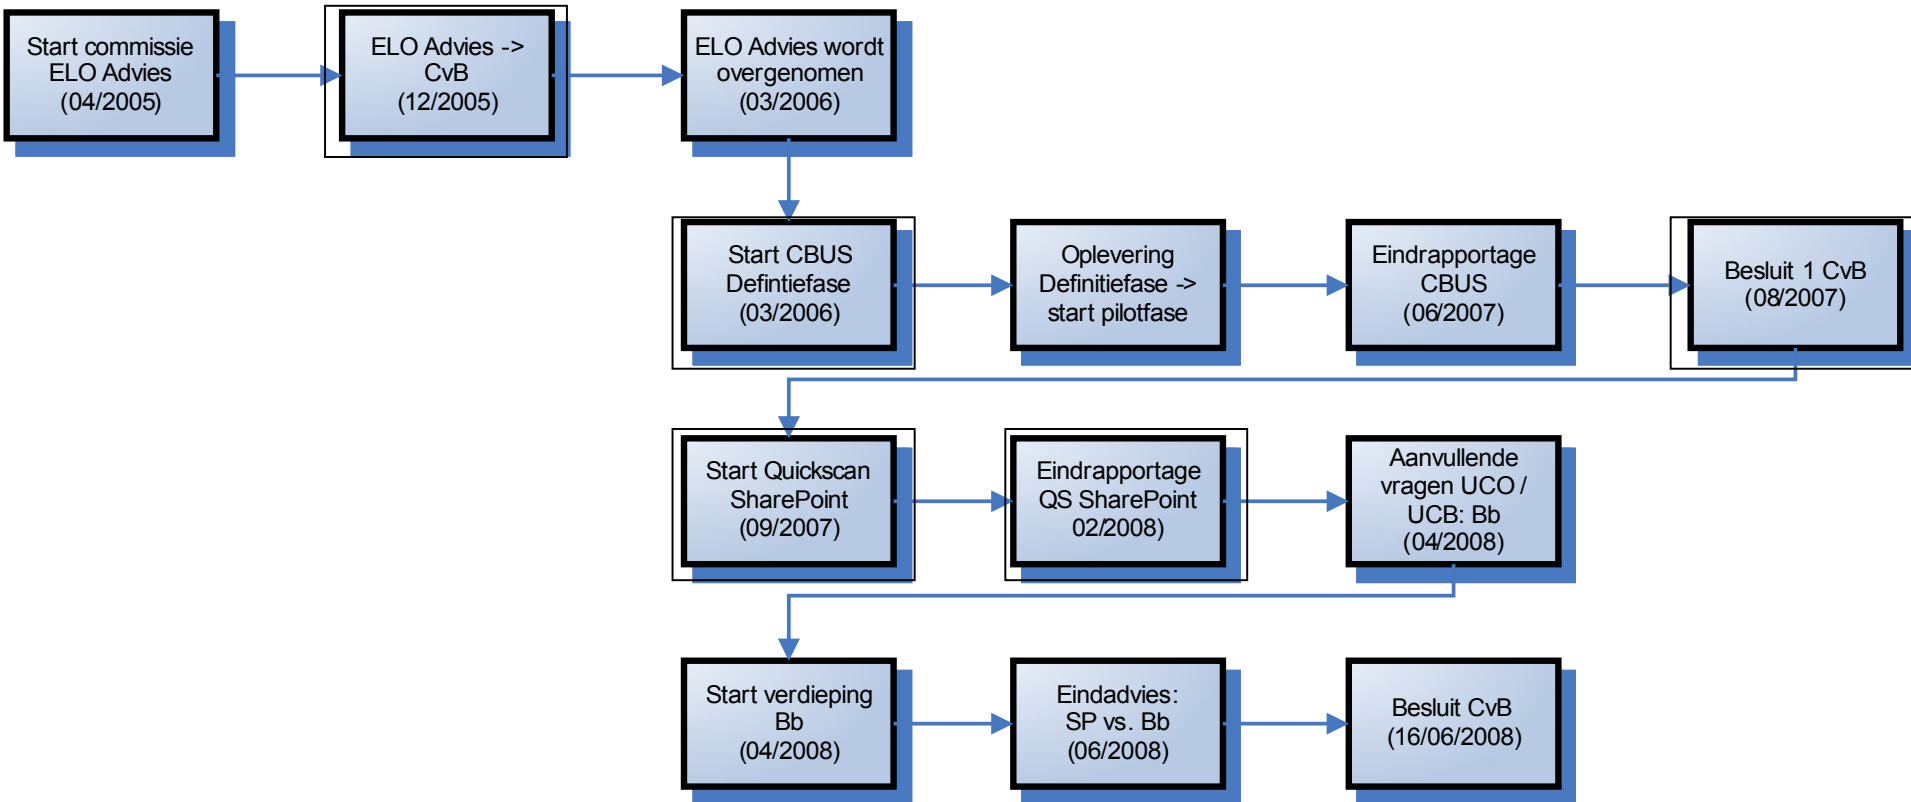 Start commissie
ELO Advies
(04/2005)
ELO Advies ->
CvB
(12/2005)
ELO Advies wordt
overgenomen
(03/2006)
Start CBUS
Defintiefase
(03/2006)
Oplevering
Definitiefase ->
start pilotfase
Eindrapportage
CBUS
(06/2007)
Besluit 1 CvB
(08/2007)
Start Quickscan
SharePoint
(09/2007)
Eindrapportage
QS SharePoint
02/2008)
Aanvullende
vragen UCO /
UCB: Bb
(04/2008)
Start verdieping
Bb
(04/2008)
Eindadvies:
SP vs. Bb
(06/2008)
Besluit CvB
(16/06/2008)